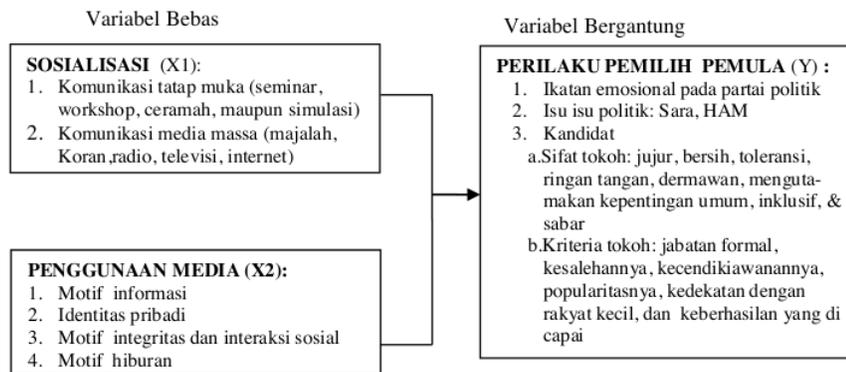 Variabel Bebas
SOSIALISASI (X1):
1. Komunikasi tatap muka (seminar,
workshop, ceramah, maupun simulasi)
2. Komunikasi media massa (majalah,
Koran,radio, televisi, internet)
PENGGUNAAN MEDIA (X2):
1. Motif informasi
2. Identitas pribadi
3. Motif integritas dan interaksi sosial
4. Motif hiburan
Variabel Bergantung
PERILAKU PEMILIH PEMULA (Y) :
1. Ikatan emosional pada partai politik
2. Isu isu politik: Sara, HAM
3. Kandidat
a.Sifat tokoh: jujur, bersih, toleransi,
ringan tangan, dermawan, menguta-
makan kepentingan umum, inklusif, &
sabar
b.Kriteria tokoh: jabatan formal,
kesalehannya, kecendikiawanannya,
popularitasnya, kedekatan dengan
rakyat kecil, dan keberhasilan yang di
capai